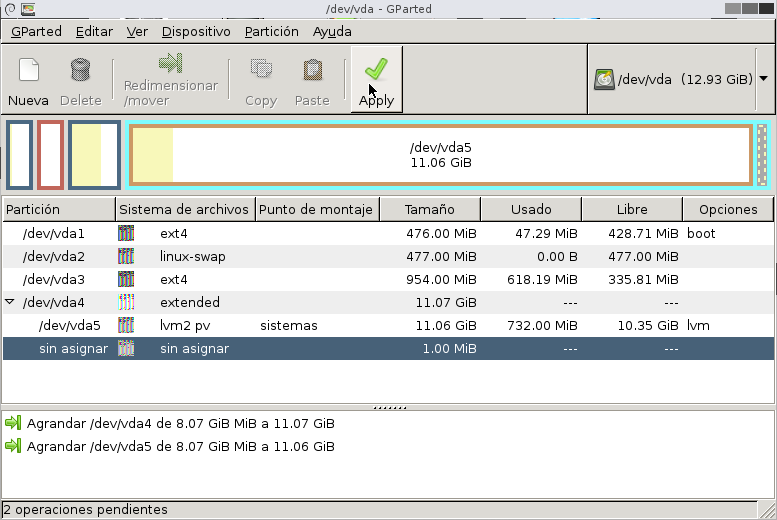 /dev/vda - GParted
GParted Editar Ver Dispositivo Partición Ayuda
Nueva Delete Redimensionar /mover Copy Paste Apply /dev/vda (12.93 GiB)
/dev/vda5
11.06 GiB
Partición Sistema de archivos Punto de montaje Tamaño Usado Libre Opciones
/dev/vda1 ext4 476.00 MiB 47.29 MiB 428.71 MiB boot
/dev/vda2 linux-swap 477.00 MiB 0.00 B 477.00 MiB
/dev/vda3 ext4 954.00 MiB 618.19 MiB 335.81 MiB
/dev/vda4 extended 11.07 GiB --- ---
/dev/vda5 lvm2 pv sistemas 11.06 GiB 732.00 MiB 10.35 GiB lvm
sin asignar sin asignar 1.00 MiB --- ---
Agrandar /dev/vda4 de 8.07 GiB MiB a 11.07 GiB
Agrandar /dev/vda5 de 8.07 GiB MiB a 11.06 GiB
2 operaciones pendientes